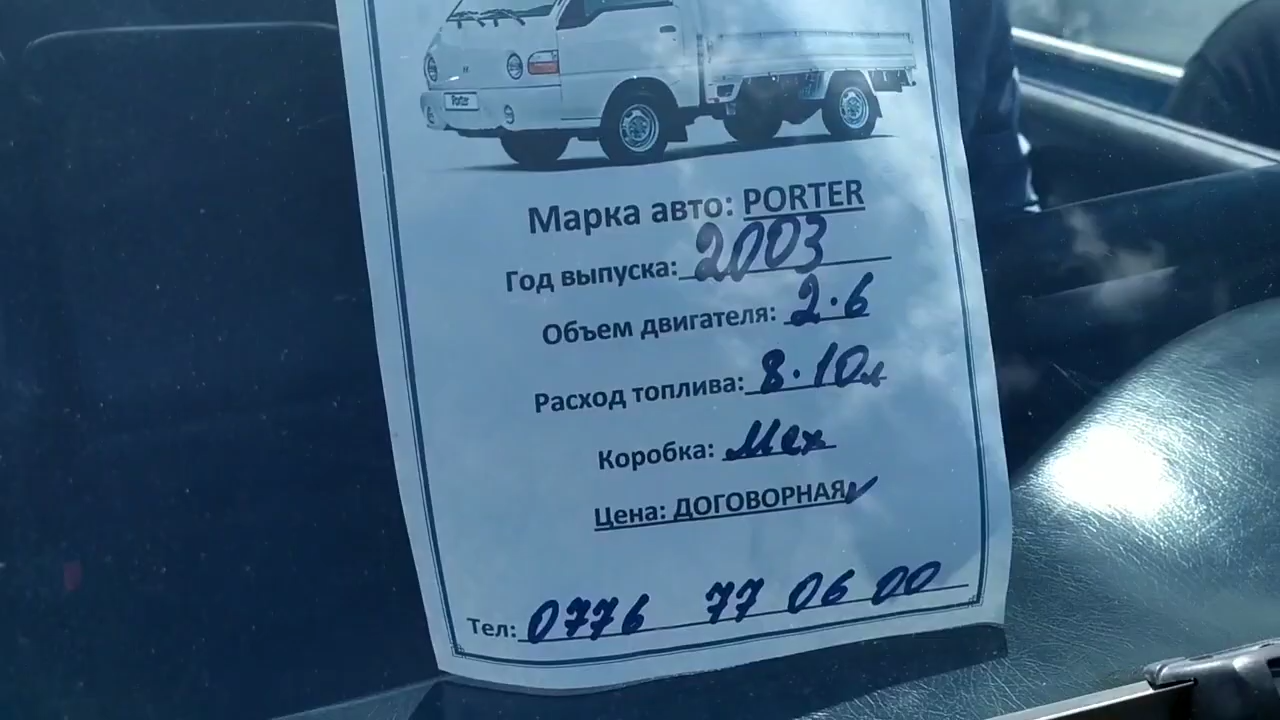 Porter
Марка авто: PORTER
Год выпуска: 2003
Объем двигателя: 2.6
Расход топлива: 8.10л
Коробка: Мех
Цена: ДОГОВОРНАЯ✓
Тел: 0776 77 06 00